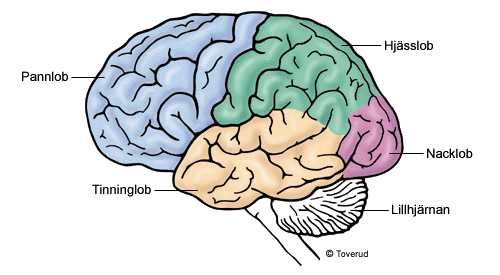 Hjässlob
Pannlob
Nacklob
Tinninglob
Lillhjärnan
© Toverud